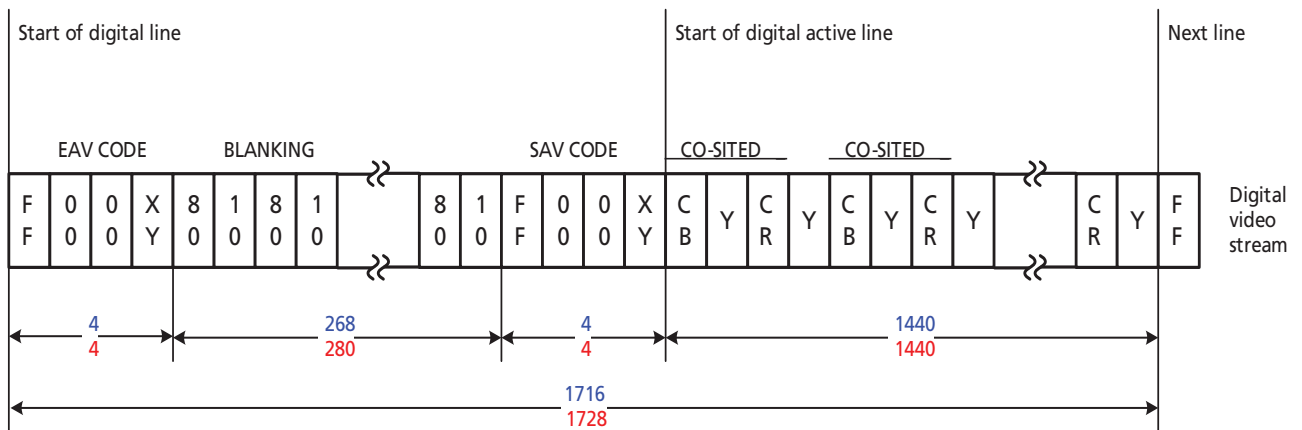 Start of digital line
Start of digital active line
Next line
EAV CODE
BLANKING
SAV CODE
CO-SITED
CO-SITED
F F
0 0
0 0
X Y
8 0
1 0
8 0
1 0
8 0
1 0
F F
0 0
0 0
X Y
C B
Y
C R
Y
C B
Y
C R
Y
C R
Y
F F
Digital
video
stream
4
268
4
1440
4
280
4
1440
1716
1728